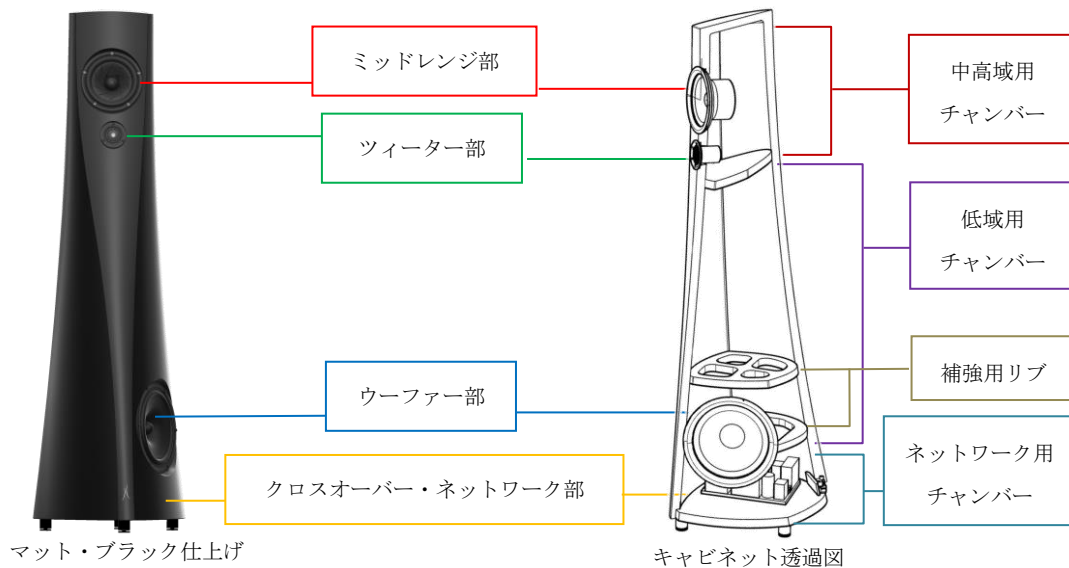 ミッドレンジ部
ツィーター部
ウーファー部
クロスオーバー・ネットワーク部
マット・ブラック仕上げ
中高域用
チャンバー
低域用
チャンバー
補強用リブ
ネットワーク用
チャンバー
キャビネット透過図